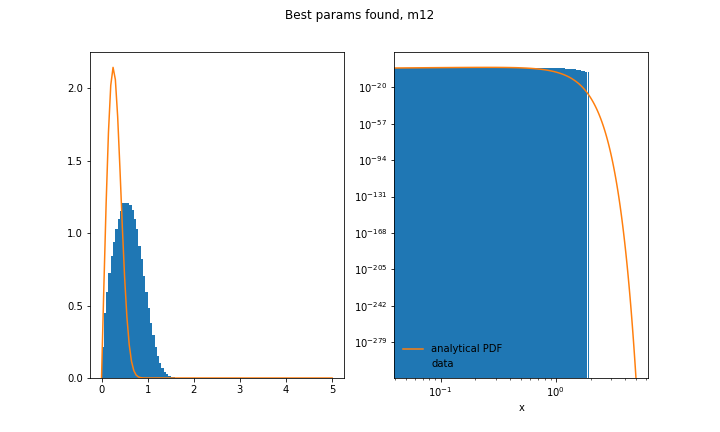 Best params found, m12
2.0
1.5
1.0
0.5
0.0
0 1 2 3 4 5
10⁻²⁰
10⁻⁵⁷
10⁻⁹⁴
10⁻¹³¹
10⁻¹⁶⁸
10⁻²⁰⁵
10⁻²⁴²
10⁻²⁷⁹
analytical PDF
data
10⁻¹ 10⁰
x